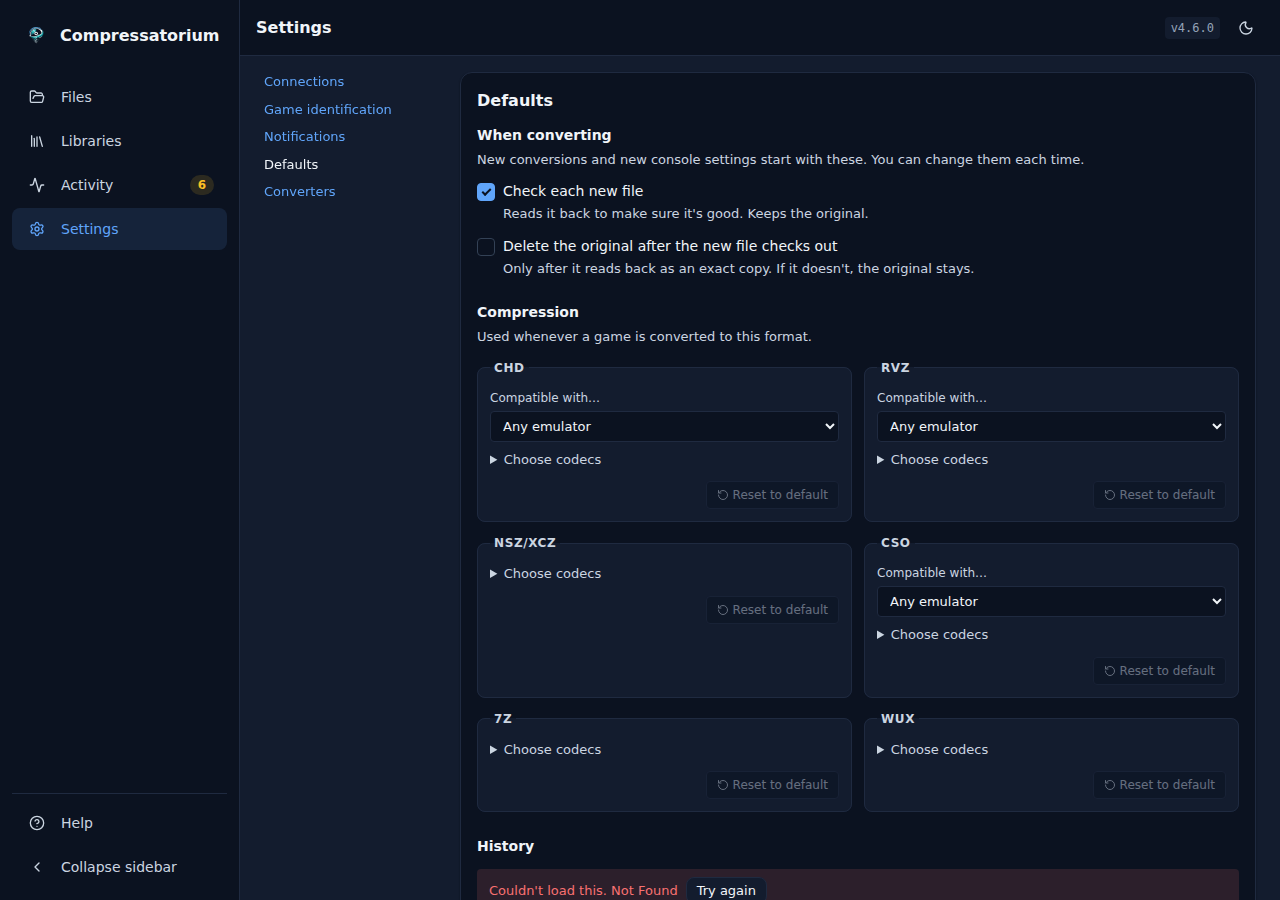 Compressatorium
Settings
v4.6.0
Files
Libraries
Activity
6
Settings
Help
Collapse sidebar
Connections
Game identification
Notifications
Defaults
Converters
Defaults
When converting
New conversions and new console settings start with these. You can change them each time.
Check each new file
Reads it back to make sure it's good. Keeps the original.
Delete the original after the new file checks out
Only after it reads back as an exact copy. If it doesn't, the original stays.
Compression
Used whenever a game is converted to this format.
CHD
Compatible with...
Any emulator
Choose codecs
Reset to default
RVZ
Compatible with...
Any emulator
Choose codecs
Reset to default
NSZ/XCZ
Choose codecs
Reset to default
CSO
Compatible with...
Any emulator
Choose codecs
Reset to default
7Z
Choose codecs
Reset to default
WUX
Choose codecs
Reset to default
History
Couldn't load this. Not Found Try again